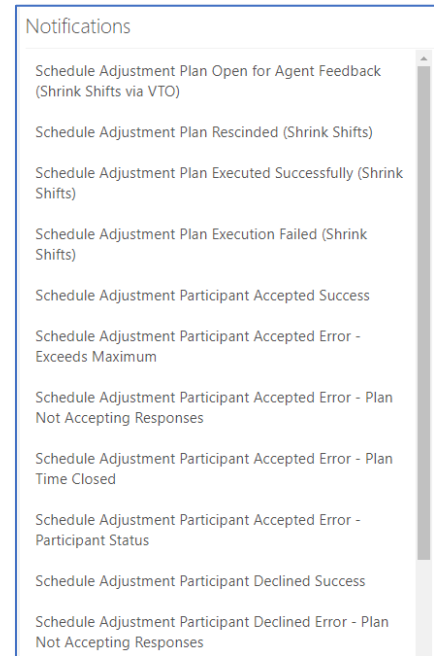 Notifications
Schedule Adjustment Plan Open for Agent Feedback
(Shrink Shifts via VTO)
Schedule Adjustment Plan Rescinded (Shrink Shifts)
Schedule Adjustment Plan Executed Successfully (Shrink
Shifts)
Schedule Adjustment Plan Execution Failed (Shrink
Shifts)
Schedule Adjustment Participant Accepted Success
Schedule Adjustment Participant Accepted Error -
Exceeds Maximum
Schedule Adjustment Participant Accepted Error - Plan
Not Accepting Responses
Schedule Adjustment Participant Accepted Error - Plan
Time Closed
Schedule Adjustment Participant Accepted Error -
Participant Status
Schedule Adjustment Participant Declined Success
Schedule Adjustment Participant Declined Error - Plan
Not Accepting Responses